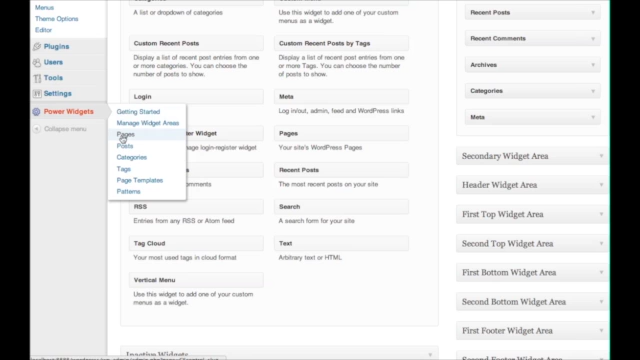 Menus
Theme Options
Editor
Plugins
Users
Tools
Settings
Power Widgets
Collapse menu
Getting Started
Manage Widget Areas
Pages
Posts
Categories
Tags
Page Templates
Patterns
A list or dropdown of categories
Use this widget to add one of your custom
menus as a widget.
Custom Recent Posts
Custom Recent Posts by Tags
Display a list of recent post entries from one
or more categories. You can choose the
number of posts to show.
Display a list of recent post entries from one
or more Tags. You can choose the number of
posts to show.
Login
Meta
Log in/out, admin, feed and WordPress links
Widget
Pages
nage login-register widget
Your site's WordPress Pages
Recent Posts
comments
The most recent posts on your site
RSS
Search
Entries from any RSS or Atom feed
A search form for your site
Tag Cloud
Text
Your most used tags in cloud format
Arbitrary text or HTML
Vertical Menu
Use this widget to add one of your custom
menus as a widget.
Inactive Widgets
Recent Posts
Recent Comments
Archives
Categories
Meta
Secondary Widget Area
Header Widget Area
First Top Widget Area
Second Top Widget Area
First Bottom Widget Area
Second Bottom Widget Area
First Footer Widget Area
Second Footer Widget Area